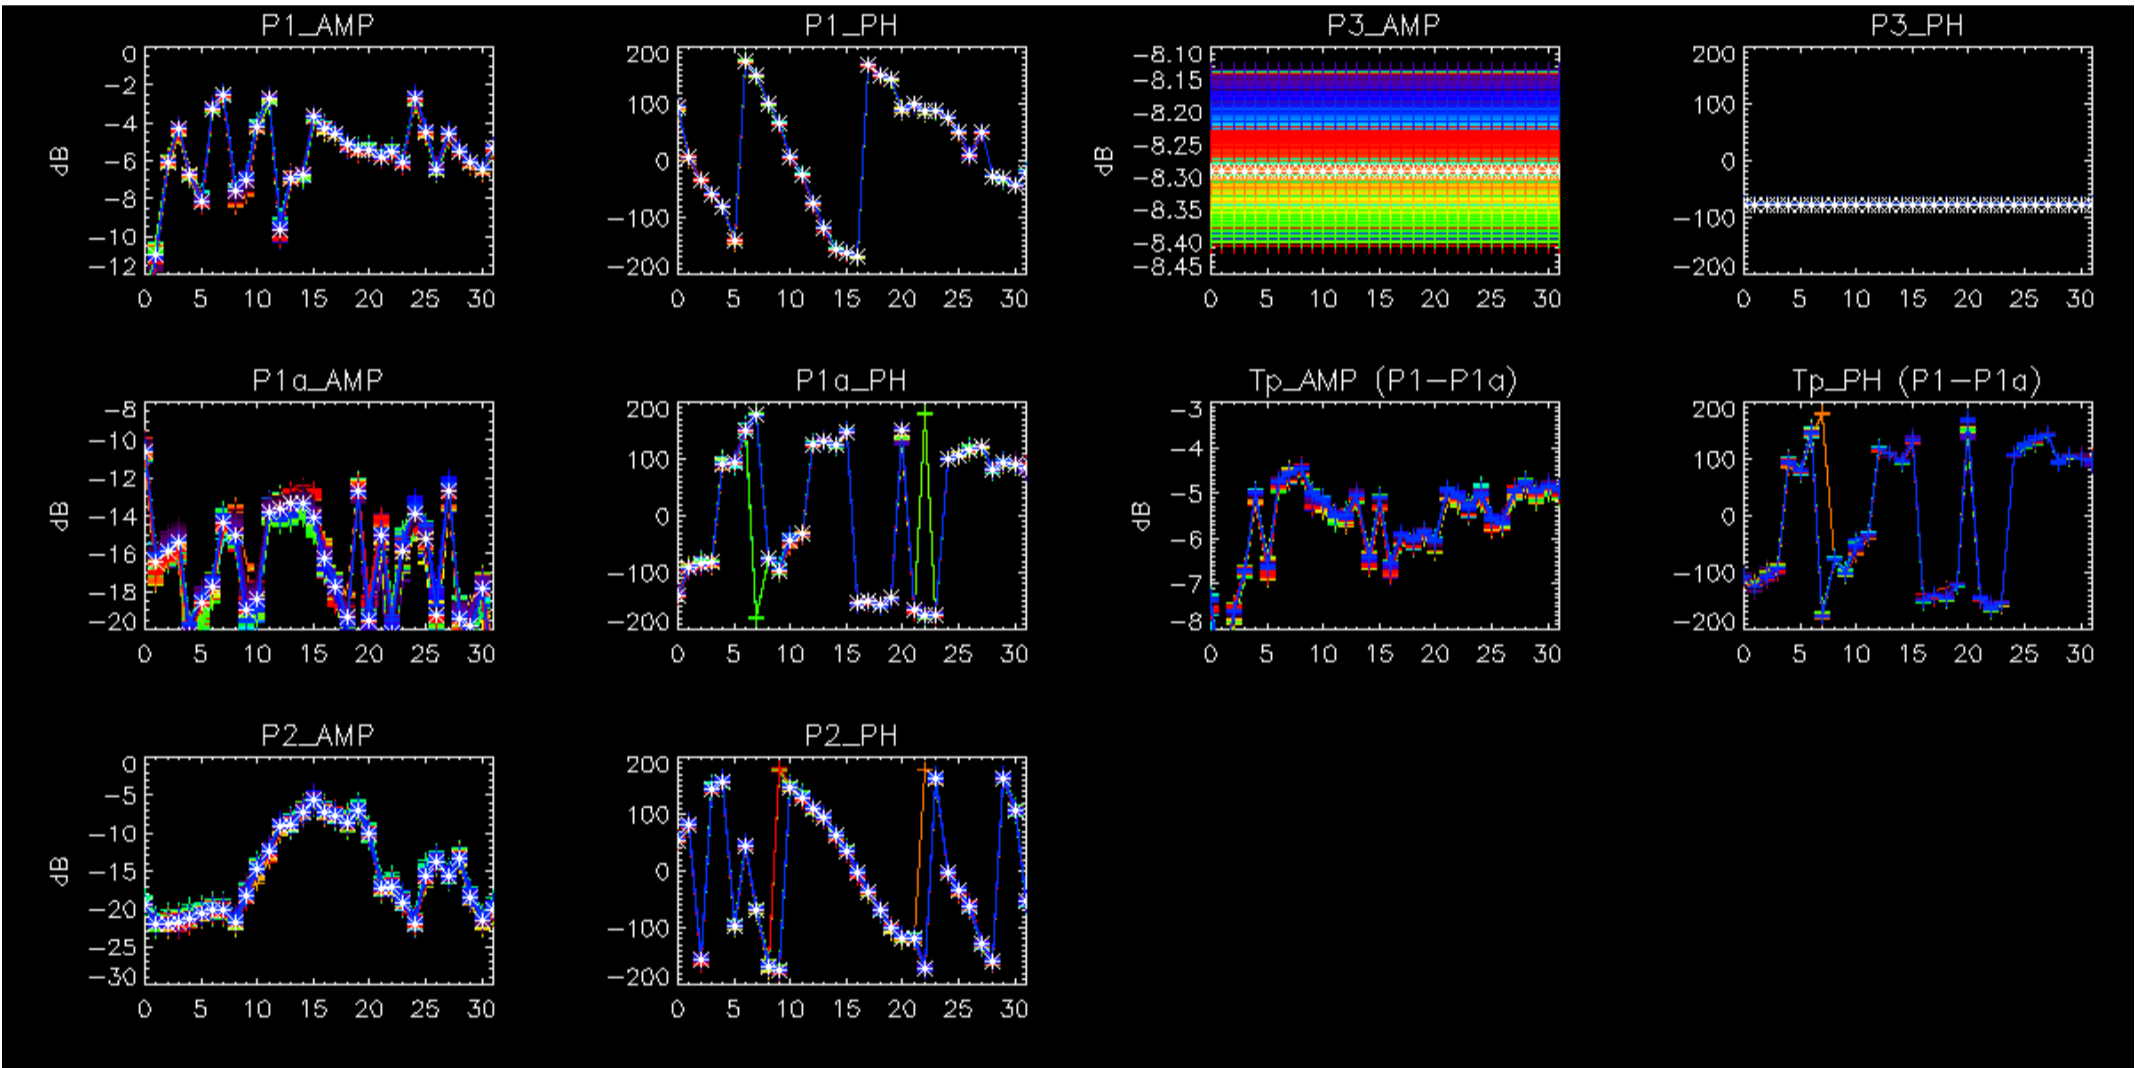 P1_AMP
0
−2
−4
−6
−8
−10
−12
dB
0 5 10 15 20 25 30
P1_PH
200
100
0
−100
−200
0 5 10 15 20 25 30
P3_AMP
−8.10
−8.15
−8.20
−8.25
−8.30
−8.35
−8.40
−8.45
dB
0 5 10 15 20 25 30
P3_PH
200
100
0
−100
−200
0 5 10 15 20 25 30
P1a_AMP
−8
−10
−12
−14
−16
−18
−20
dB
0 5 10 15 20 25 30
P1a_PH
200
100
0
−100
−200
0 5 10 15 20 25 30
Tp_AMP (P1−P1a)
−3
−4
−5
−6
−7
−8
dB
0 5 10 15 20 25 30
Tp_PH (P1−P1a)
200
100
0
−100
−200
0 5 10 15 20 25 30
P2_AMP
0
−5
−10
−15
−20
−25
−30
dB
0 5 10 15 20 25 30
P2_PH
200
100
0
−100
−200
0 5 10 15 20 25 30